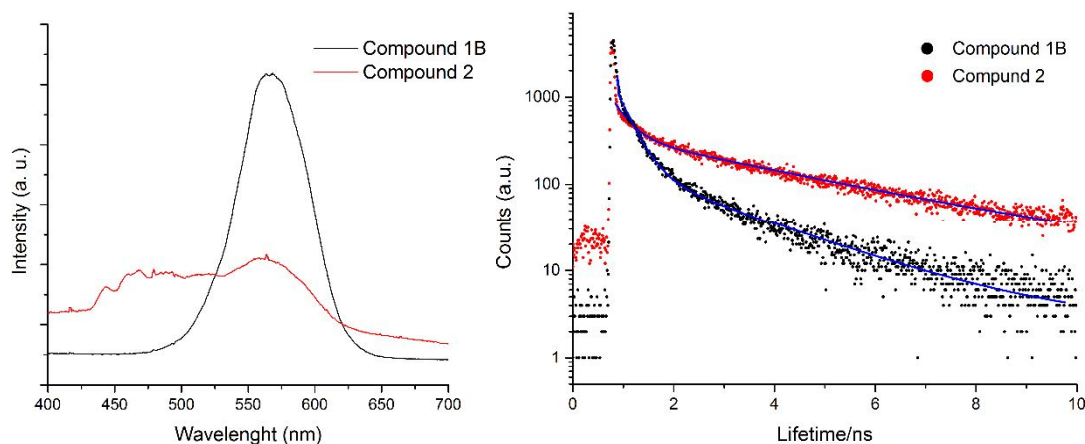 Compound 1B
Compound 2
Intensity (a. u.)
400 450 500 550 600 650 700
Wavelenght (nm)
Compound 1B
Compund 2
Counts (a.u.)
1000
100
10
1
0 2 4 6 8 10
Lifetime/ns